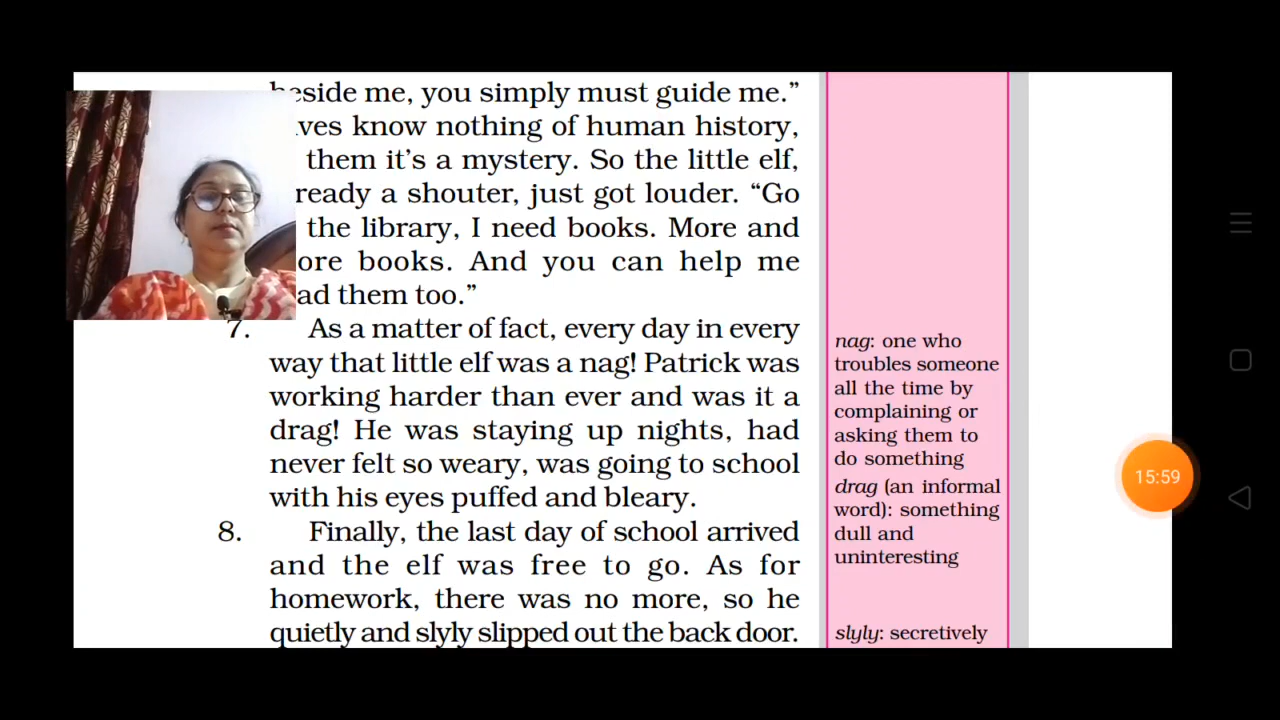 beside me, you simply must guide me.”
ves know nothing of human history,
them it’s a mystery. So the little elf,
ready a shouter, just got louder. “Go
the library, I need books. More and
ore books. And you can help me
ad them too.”
7. As a matter of fact, every day in every
way that little elf was a nag! Patrick was
working harder than ever and was it a
drag! He was staying up nights, had
never felt so weary, was going to school
with his eyes puffed and bleary.
8. Finally, the last day of school arrived
and the elf was free to go. As for
homework, there was no more, so he
quietly and slyly slipped out the back door.
nag: one who
troubles someone
all the time by
complaining or
asking them to
do something
drag (an informal
word): something
dull and
uninteresting
slyly: secretively
15:59